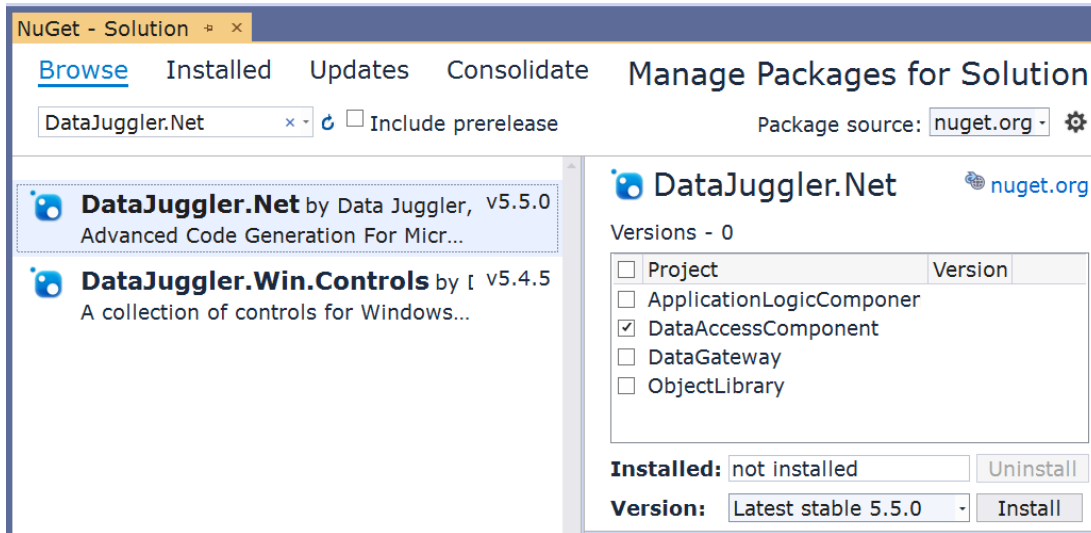 NuGet - Solution
Browse Installed Updates Consolidate Manage Packages for Solution
DataJuggler.Net Include prerelease Package source: nuget.org
DataJuggler.Net by Data Juggler, v5.5.0
Advanced Code Generation For Micr...
DataJuggler.Win.Controls by v5.4.5
A collection of controls for Windows...
DataJuggler.Net nuget.org
Versions - 0
Project Version
ApplicationLogicComponer
DataAccessComponent
DataGateway
ObjectLibrary
Installed: not installed Uninstall
Version: Latest stable 5.5.0 Install